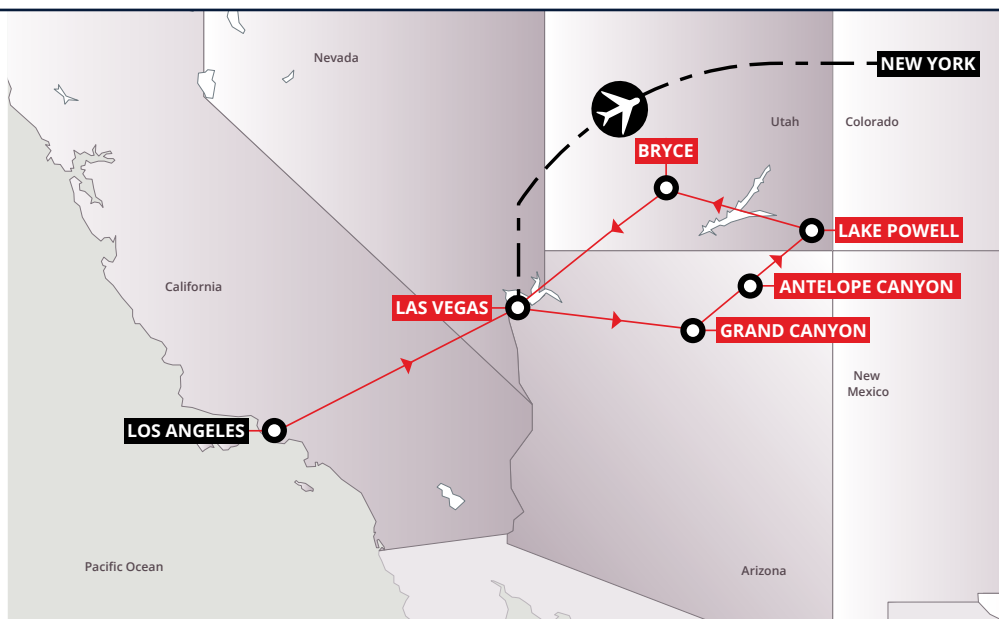 Nevada
NEW YORK
Utah
Colorado
BRYCE
LAKE POWELL
California
ANTELOPE CANYON
LAS VEGAS
GRAND CANYON
New
Mexico
LOS ANGELES
Pacific Ocean
Arizona